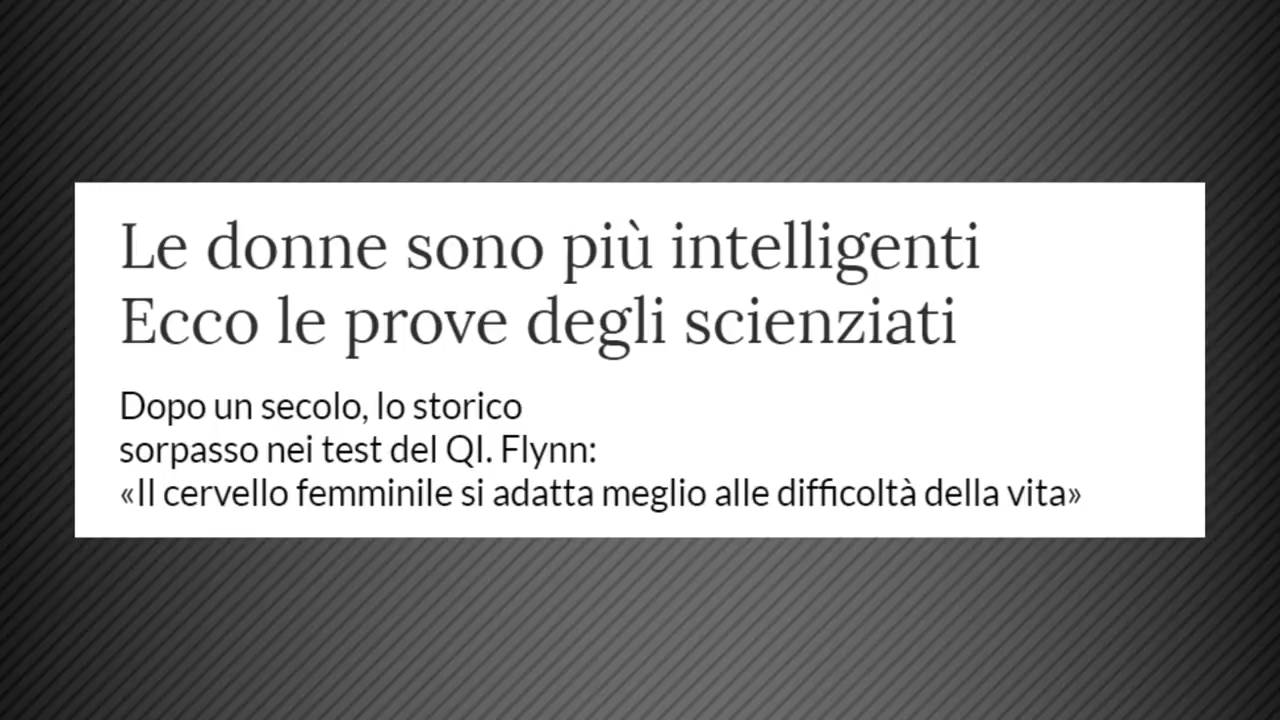 Le donne sono più intelligenti
Ecco le prove degli scienziati
Dopo un secolo, lo storico
sorpasso nei test del QI. Flynn:
«Il cervello femminile si adatta meglio alle difficoltà della vita»